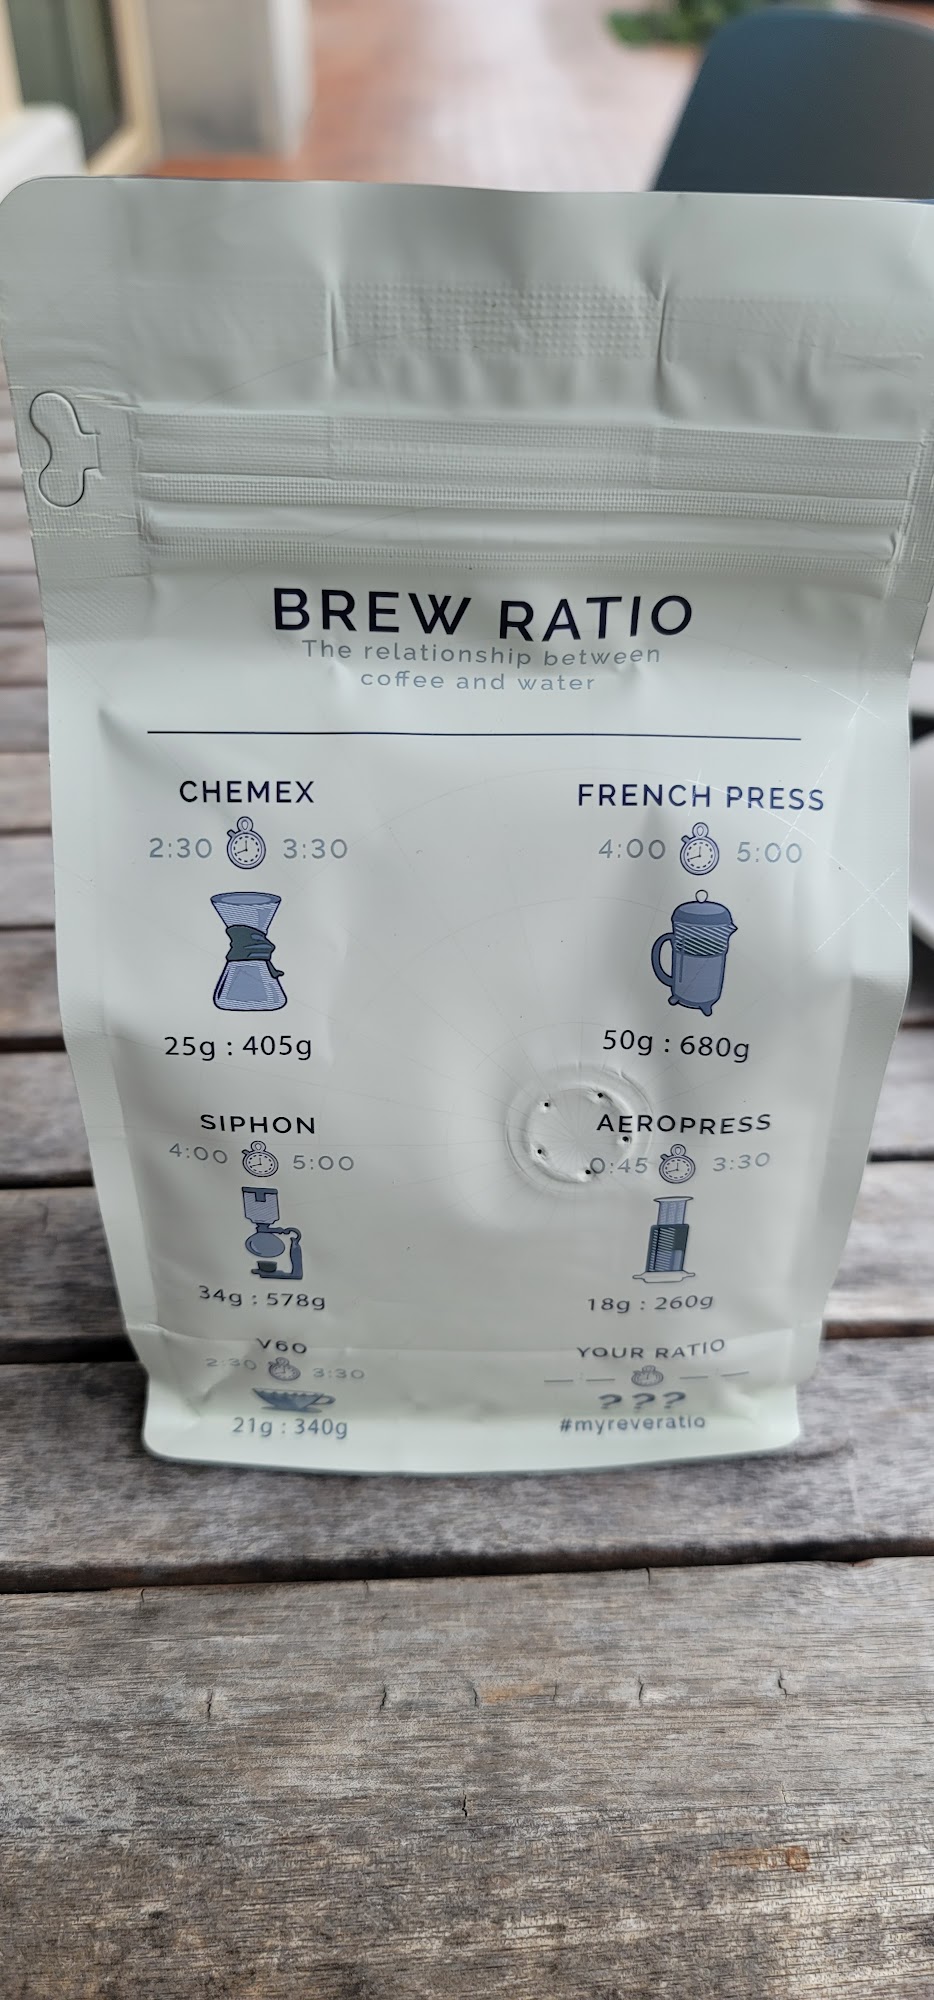 BREW RATIO
The relationship between
coffee and water
CHEMEX
2:30 3:30
25g : 405g
FRENCH PRESS
4:00 5:00
50g : 680g
SIPHON
4:00 5:00
34g : 578g
AEROPRESS
0:45 3:30
18g : 260g
V60
2:30 3:30
21g : 340g
YOUR RATIO
— : — — —
???
#myreveratio